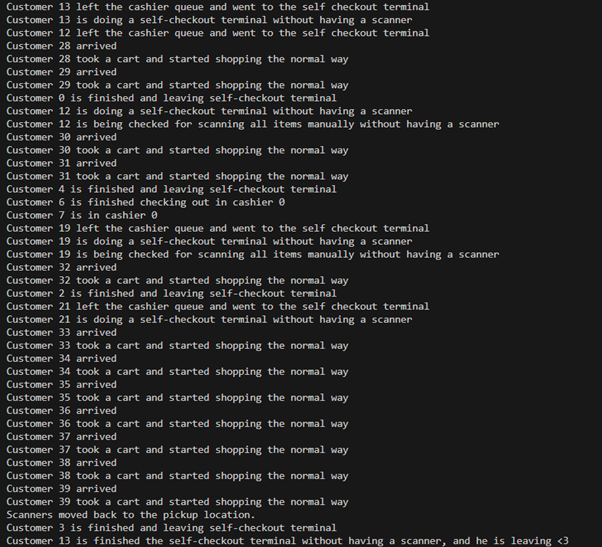 Customer 13 left the cashier queue and went to the self checkout terminal
Customer 13 is doing a self-checkout terminal without having a scanner
Customer 12 left the cashier queue and went to the self checkout terminal
Customer 28 arrived
Customer 28 took a cart and started shopping the normal way
Customer 29 arrived
Customer 29 took a cart and started shopping the normal way
Customer 0 is finished and leaving self-checkout terminal
Customer 12 is doing a self-checkout terminal without having a scanner
Customer 12 is being checked for scanning all items manually without having a scanner
Customer 30 arrived
Customer 30 took a cart and started shopping the normal way
Customer 31 arrived
Customer 31 took a cart and started shopping the normal way
Customer 4 is finished and leaving self-checkout terminal
Customer 6 is finished checking out in cashier 0
Customer 7 is in cashier 0
Customer 19 left the cashier queue and went to the self checkout terminal
Customer 19 is doing a self-checkout terminal without having a scanner
Customer 19 is being checked for scanning all items manually without having a scanner
Customer 32 arrived
Customer 32 took a cart and started shopping the normal way
Customer 2 is finished and leaving self-checkout terminal
Customer 21 left the cashier queue and went to the self checkout terminal
Customer 21 is doing a self-checkout terminal without having a scanner
Customer 33 arrived
Customer 33 took a cart and started shopping the normal way
Customer 34 arrived
Customer 34 took a cart and started shopping the normal way
Customer 35 arrived
Customer 35 took a cart and started shopping the normal way
Customer 36 arrived
Customer 36 took a cart and started shopping the normal way
Customer 37 arrived
Customer 37 took a cart and started shopping the normal way
Customer 38 arrived
Customer 38 took a cart and started shopping the normal way
Customer 39 arrived
Customer 39 took a cart and started shopping the normal way
Scanners moved back to the pickup location.
Customer 3 is finished and leaving self-checkout terminal
Customer 13 is finished the self-checkout terminal without having a scanner, and he is leaving <3